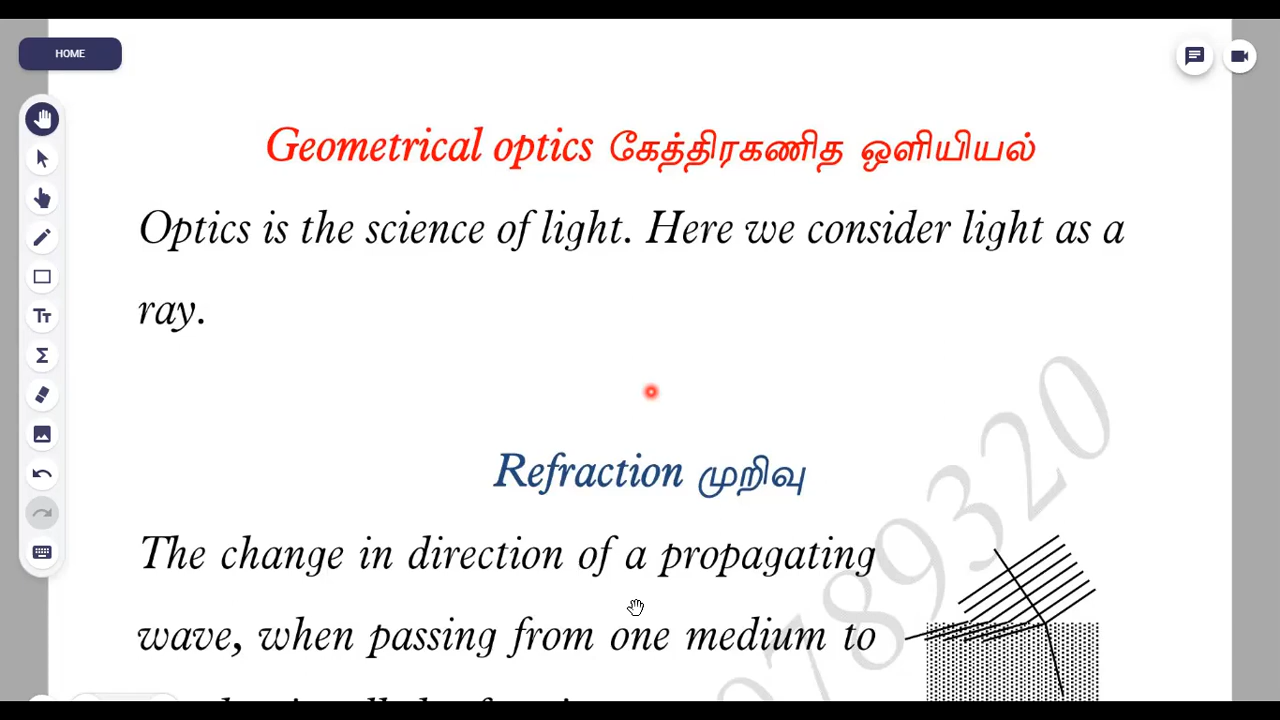 HOME
Geometrical optics கேத்திரகணித ஒளியியல்
Optics is the science of light. Here we consider light as a
ray.
Refraction முறிவு
The change in direction of a propagating
wave, when passing from one medium to
789320